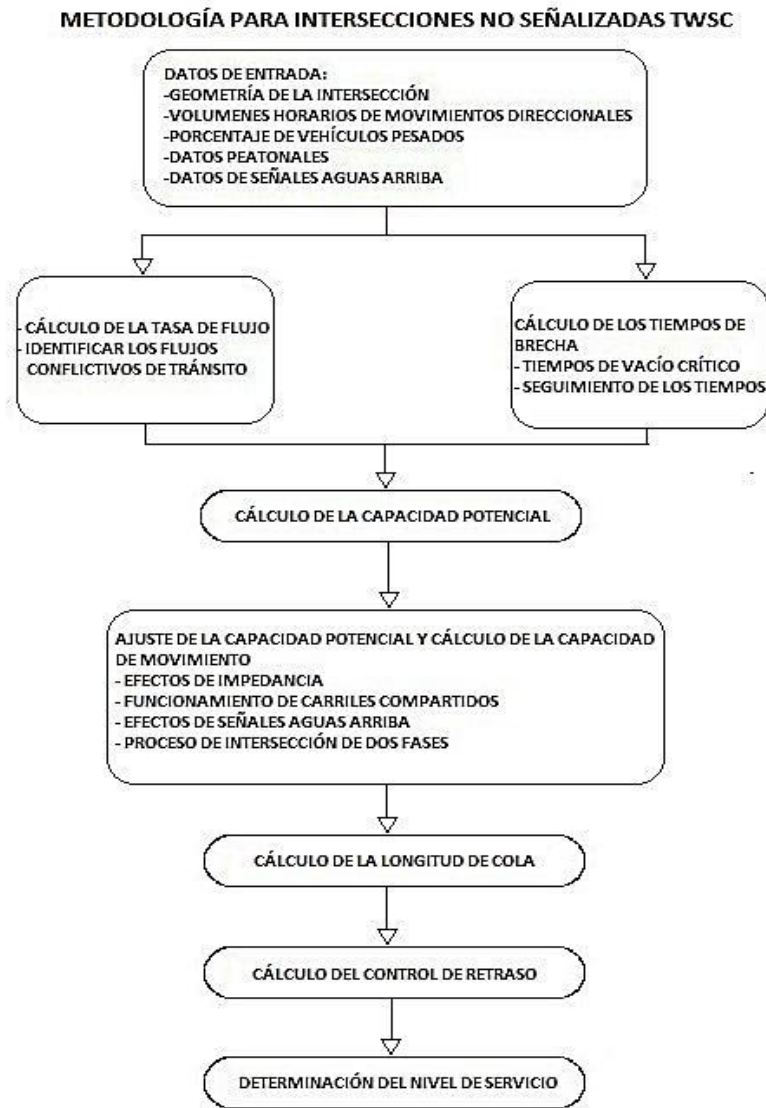 METODOLOGÍA PARA INTERSECCIONES NO SEÑALIZADAS TWSC
DATOS DE ENTRADA:
-GEOMETRÍA DE LA INTERSECCIÓN
-VOLUMENES HORARIOS DE MOVIMIENTOS DIRECCIONALES
-PORCENTAJE DE VEHÍCULOS PESADOS
-DATOS PEATONALES
-DATOS DE SEÑALES AGUAS ARRIBA
- CÁLCULO DE LA TASA DE FLUJO
- IDENTIFICAR LOS FLUJOS
CONFLICTIVOS DE TRÁNSITO
CÁLCULO DE LOS TIEMPOS DE
BRECHA
- TIEMPOS DE VACÍO CRÍTICO
- SEGUIMIENTO DE LOS TIEMPOS
CÁLCULO DE LA CAPACIDAD POTENCIAL
AJUSTE DE LA CAPACIDAD POTENCIAL Y CÁLCULO DE LA CAPACIDAD
DE MOVIMIENTO
- EFECTOS DE IMPEDANCIA
- FUNCIONAMIENTO DE CARRILES COMPARTIDOS
- EFECTOS DE SEÑALES AGUAS ARRIBA
- PROCESO DE INTERSECCIÓN DE DOS FASES
CÁLCULO DE LA LONGITUD DE COLA
CÁLCULO DEL CONTROL DE RETRASO
DETERMINACIÓN DEL NIVEL DE SERVICIO